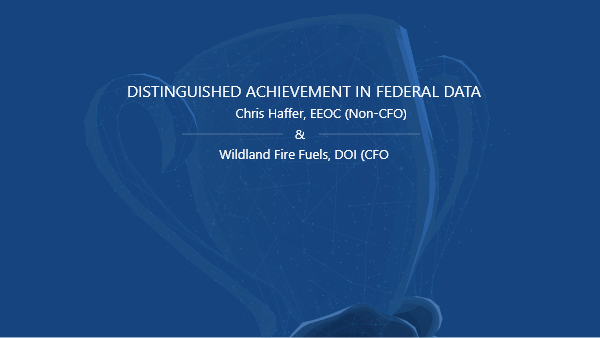 DISTINGUISHED ACHIEVEMENT IN FEDERAL DATA
Chris Haffer, EEOC (Non-CFO)
&
Wildland Fire Fuels, DOI (CFO